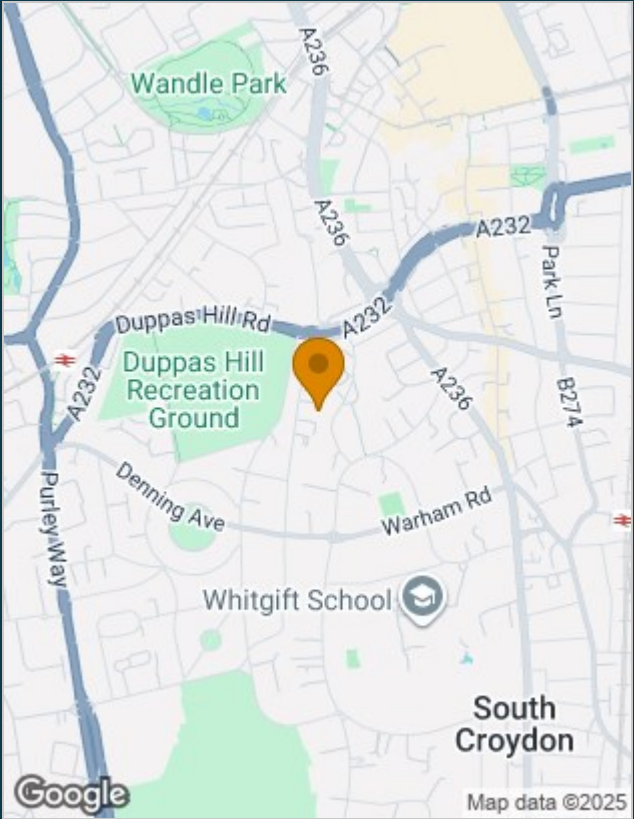 A236
Wandle Park
A236
A232
Park Ln
Duppas Hill Rd
A232
Duppas Hill
Recreation
Ground
A232
A236
B274
Purley Way
Denning Ave
Warham Rd
Whitgift School
South
Croydon
Google
Map data ©2025